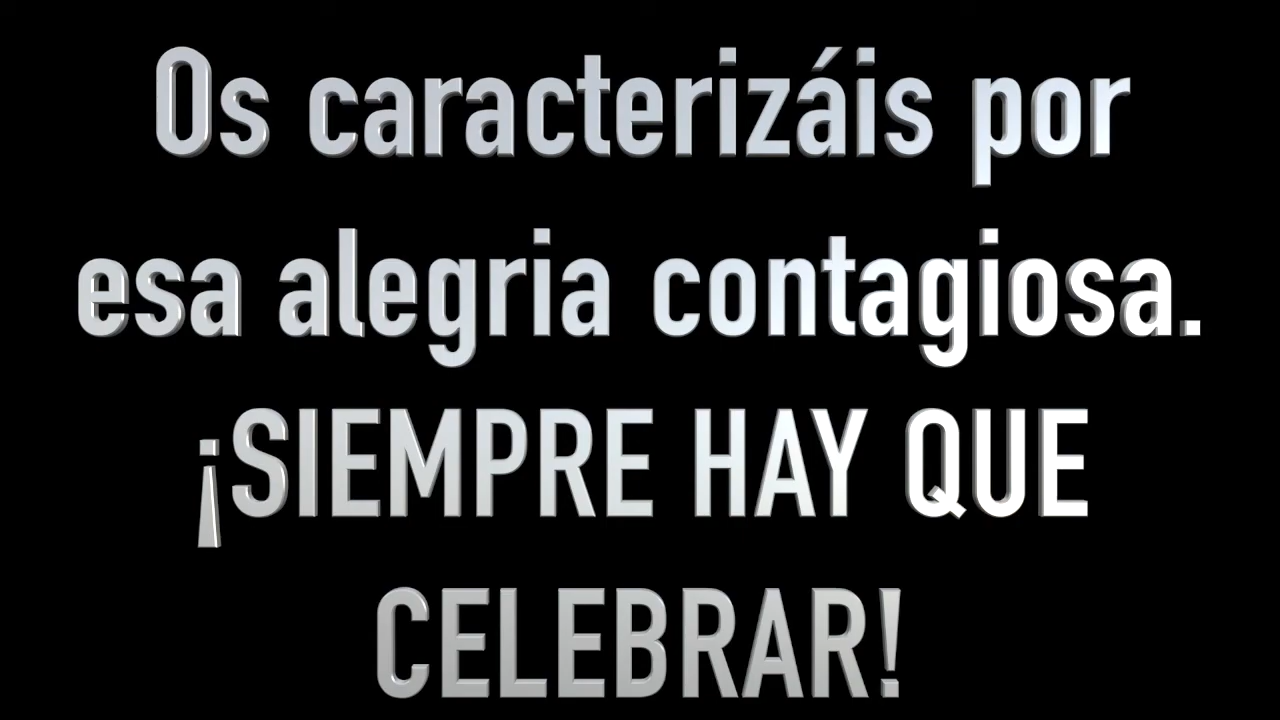 Os caracterizáis por
esa alegria contagiosa.
¡SIEMPRE HAY QUE
CELEBRAR!